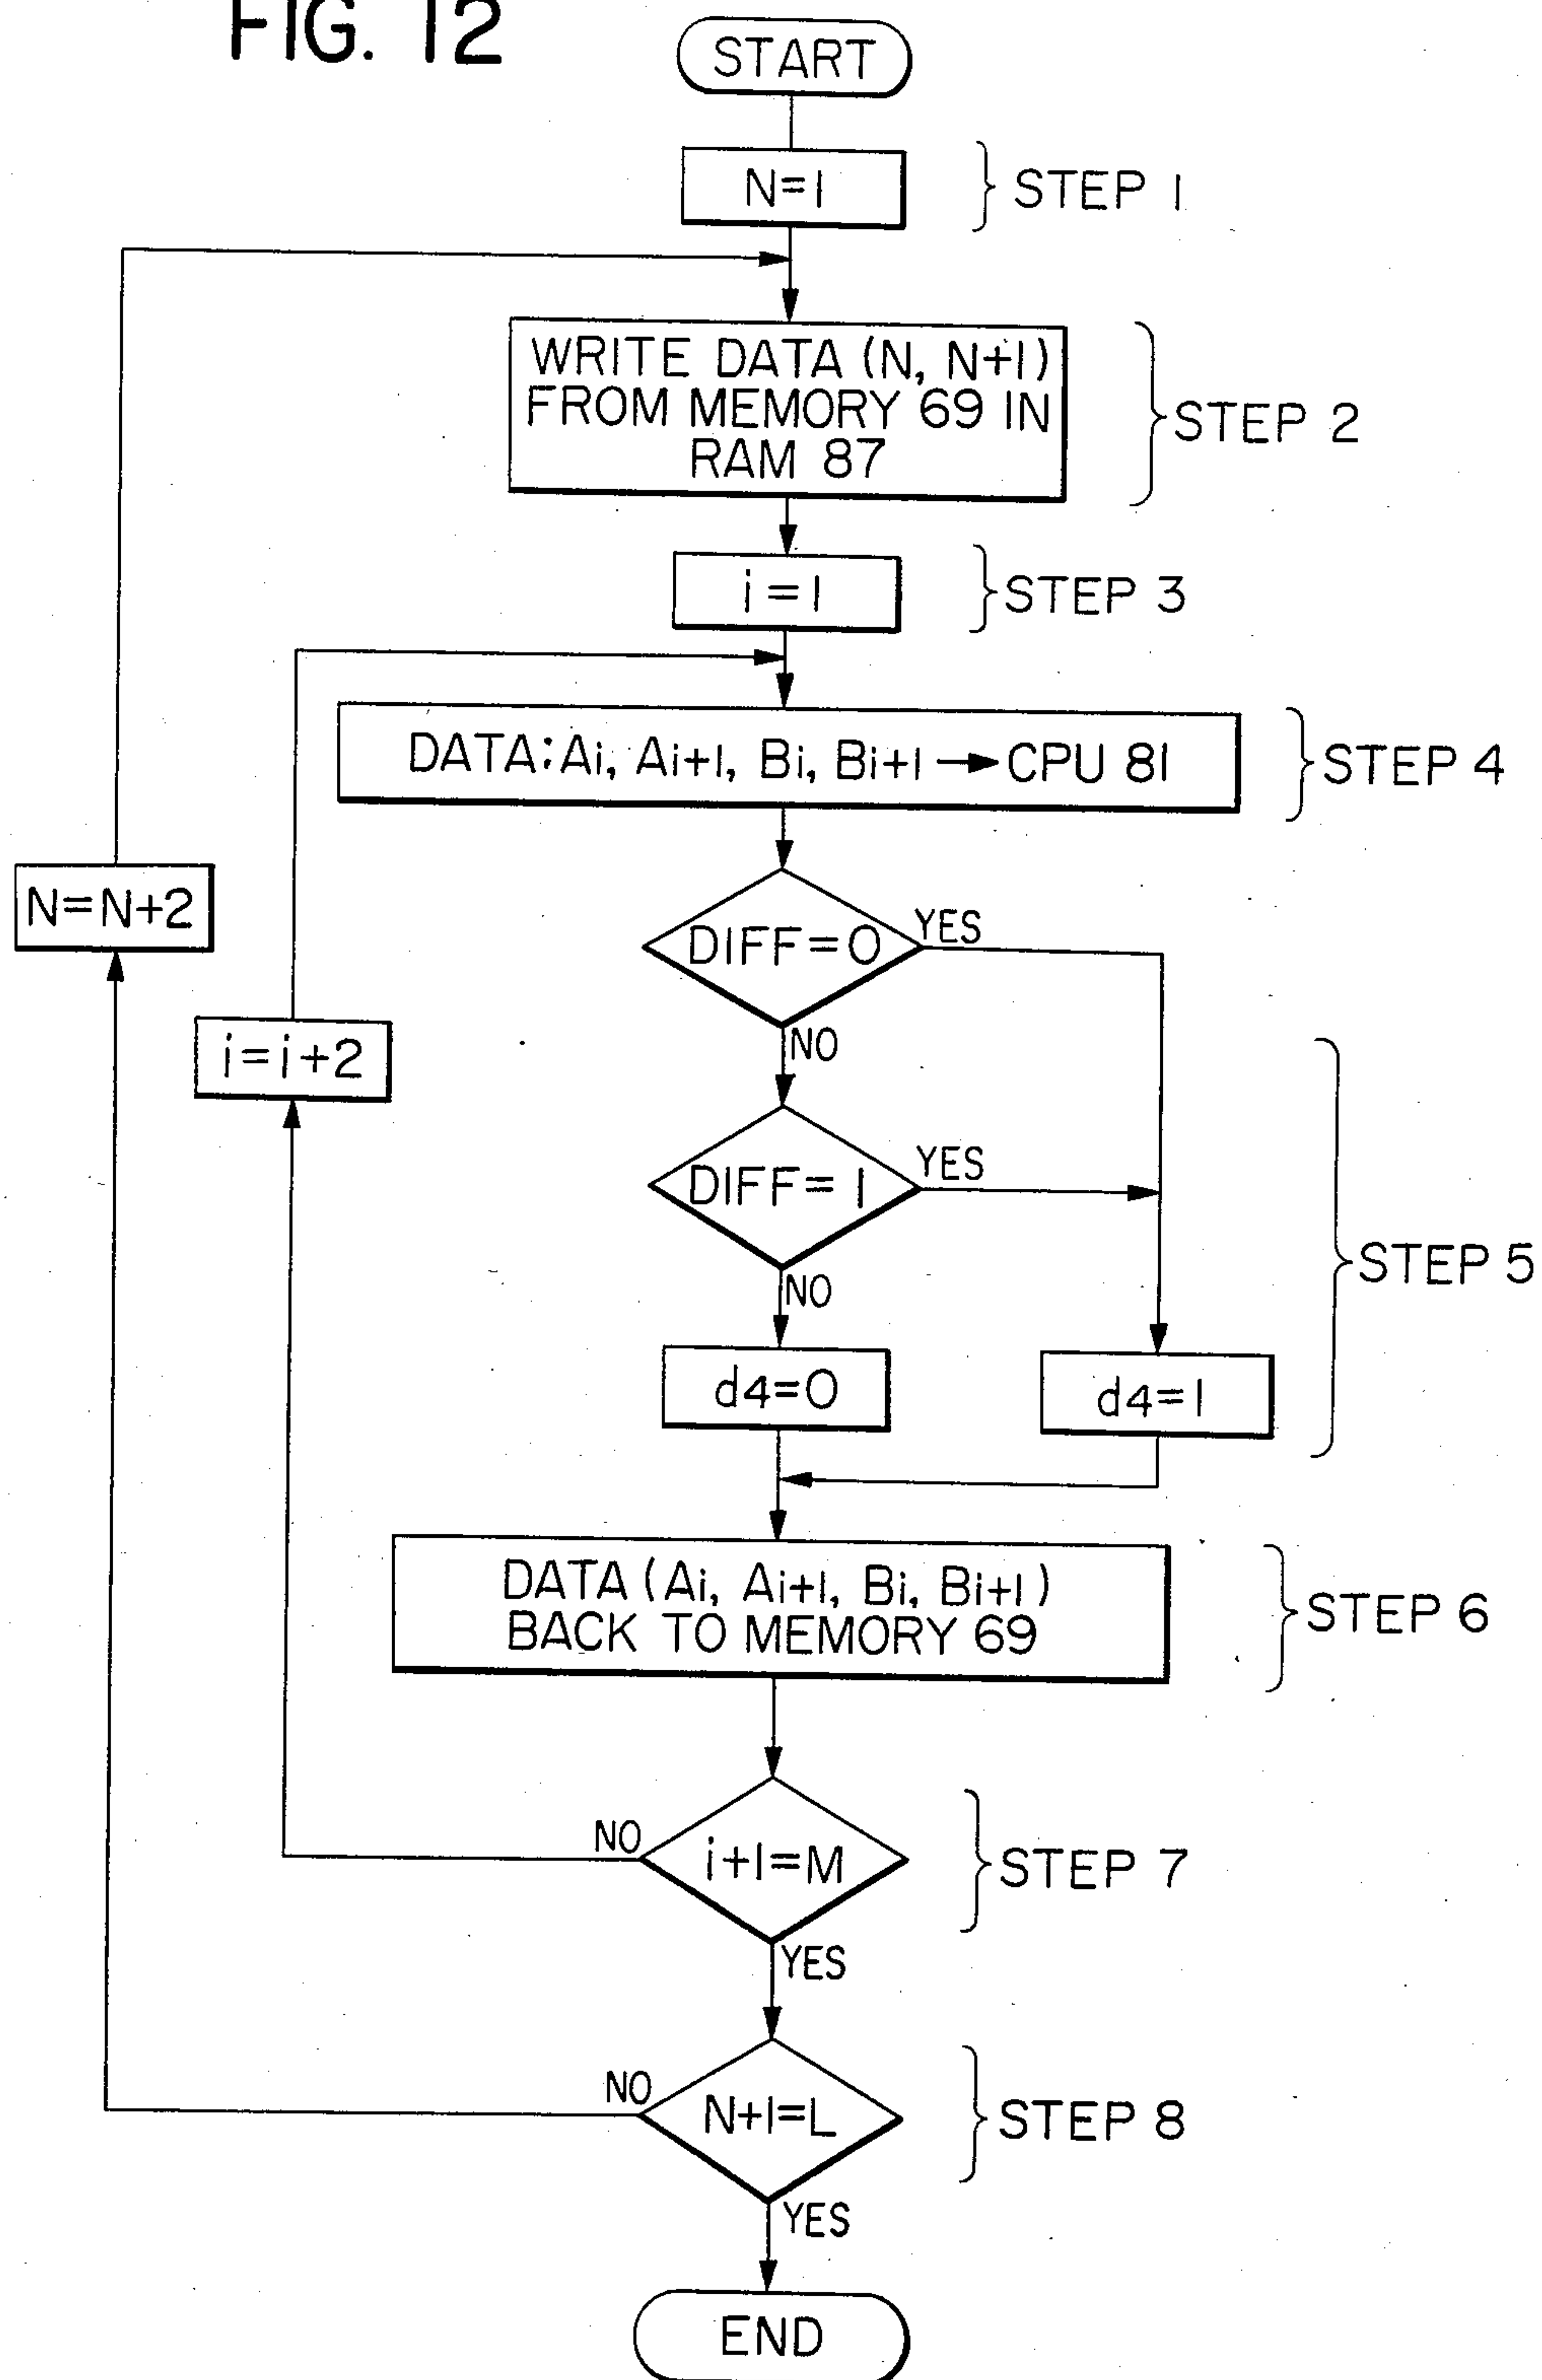 FIG. 12
START
N=1
STEP 1
WRITE DATA (N, N+1)
FROM MEMORY 69 IN
RAM 87
STEP 2
i=1
STEP 3
DATA: Ai, Ai+1, Bi, Bi+1 → CPU 81
STEP 4
N=N+2
DIFF=0
YES
NO
i=i+2
DIFF=1
YES
NO
STEP 5
d4=0
d4=1
DATA (Ai, Ai+1, Bi, Bi+1)
BACK TO MEMORY 69
STEP 6
NO
i+1=M
STEP 7
YES
NO
N+1=L
STEP 8
YES
END